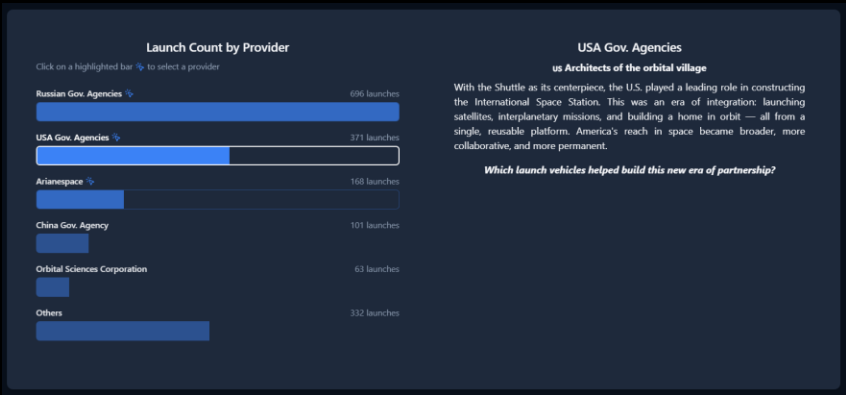 Launch Count by Provider
Click on a highlighted bar to select a provider
Russian Gov. Agencies 696 launches
USA Gov. Agencies 371 launches
Arianespace 168 launches
China Gov. Agency 101 launches
Orbital Sciences Corporation 63 launches
Others 332 launches
USA Gov. Agencies
us Architects of the orbital village
With the Shuttle as its centerpiece, the U.S. played a leading role in constructing
the International Space Station. This was an era of integration: launching
satellites, interplanetary missions, and building a home in orbit — all from a
single, reusable platform. America's reach in space became broader, more
collaborative, and more permanent.
Which launch vehicles helped build this new era of partnership?